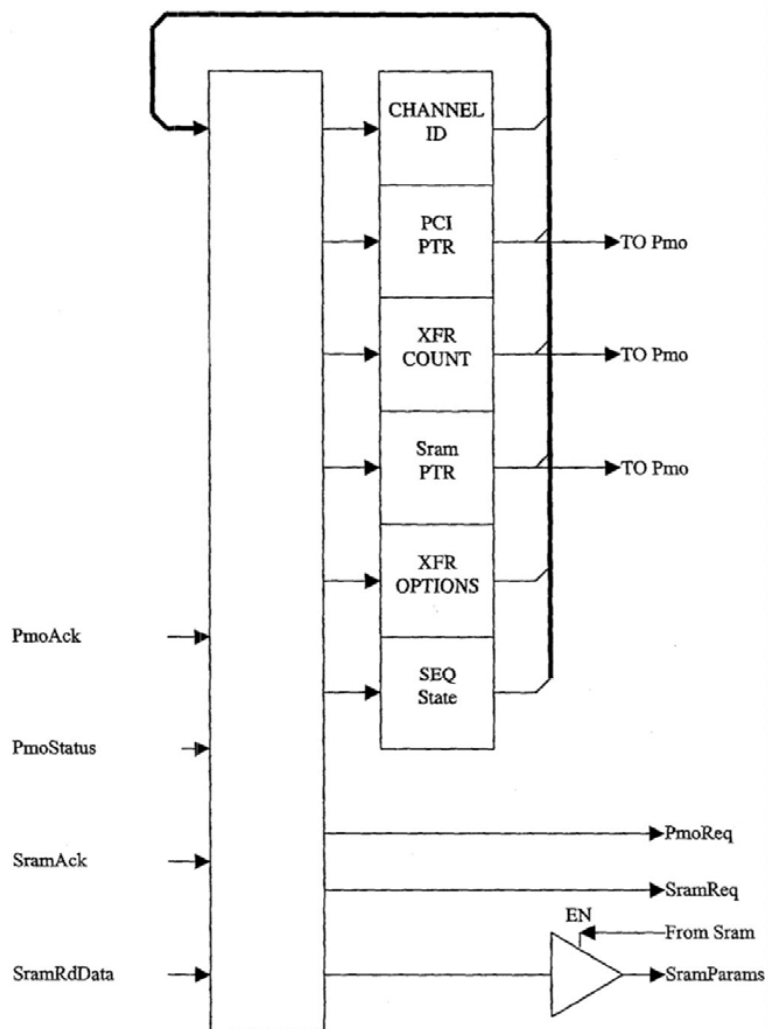 CHANNEL
ID
PCI
PTR
TO Pmo
XFR
COUNT
TO Pmo
Sram
PTR
TO Pmo
XFR
OPTIONS
PmoAck
SEQ
State
PmoStatus
PmoReq
SramAck
SramReq
EN
From Sram
SramRdData
SramParams